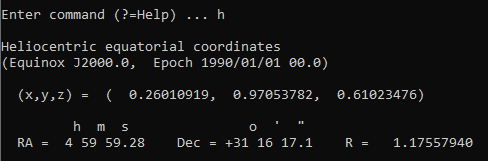 Enter command (?=Help) ... h
Heliocentric equatorial coordinates
(Equinox J2000.0,  Epoch 1990/01/01 00.0)
(x,y,z) = (  0.26010919,  0.97053782,  0.61023476)
h  m  s                o  '  "
RA =  4 59 59.28    Dec = +31 16 17.1    R =   1.17557940